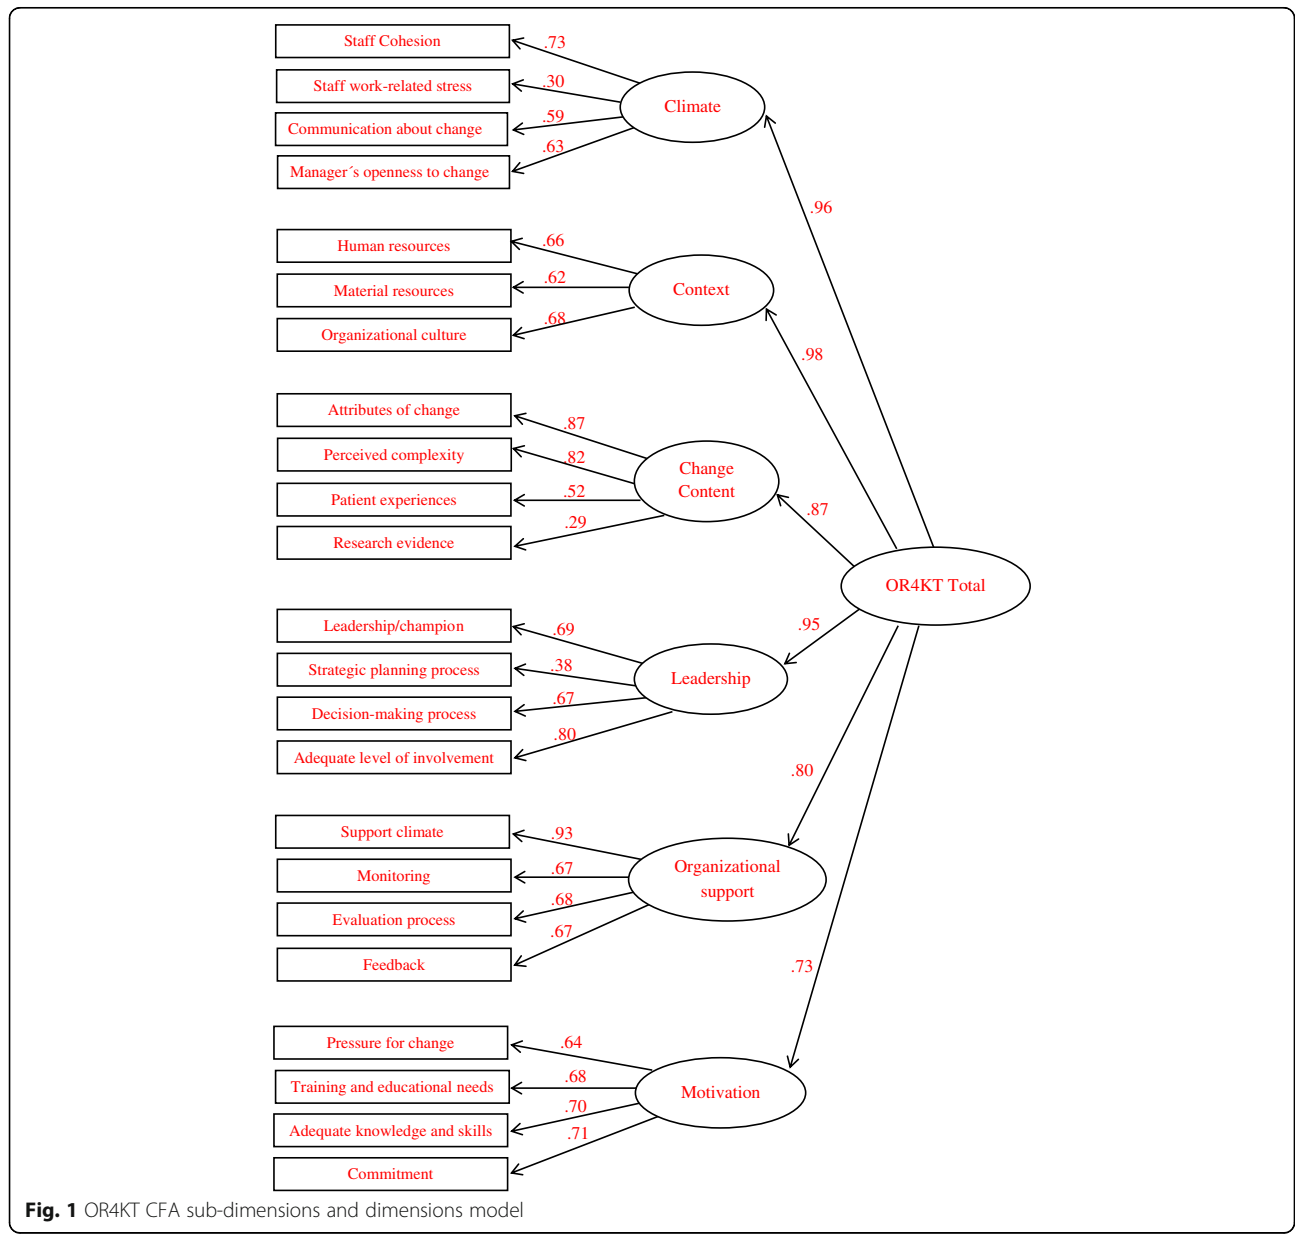 Staff Cohesion
.73
Staff work-related stress
.30
Communication about change
.59
Manager´s openness to change
.63
Climate
.96
Human resources
.66
Material resources
.62
Organizational culture
.68
Context
.98
Attributes of change
.87
Perceived complexity
.82
Patient experiences
.52
Research evidence
.29
Change
Content
.87
OR4KT Total
Leadership/champion
.69
Strategic planning process
.38
Decision-making process
.67
Adequate level of involvement
.80
Leadership
.95
Support climate
.93
Monitoring
.67
Evaluation process
.68
Feedback
.67
Organizational
support
.80
Pressure for change
.64
Training and educational needs
.68
Adequate knowledge and skills
.70
Commitment
.71
Motivation
.73
Fig. 1 OR4KT CFA sub-dimensions and dimensions model